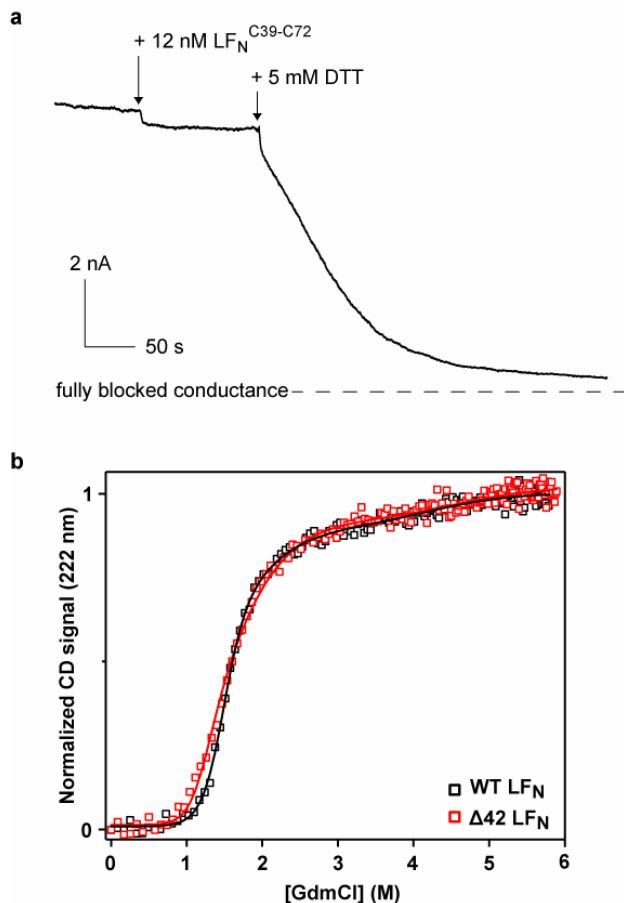 a
+ 12 nM LF_N^C39-C72
+ 5 mM DTT
2 nA
50 s
fully blocked conductance
b
Normalized CD signal (222 nm)
1
0
WT LF_N
Δ42 LF_N
0 1 2 3 4 5 6
[GdmCl] (M)